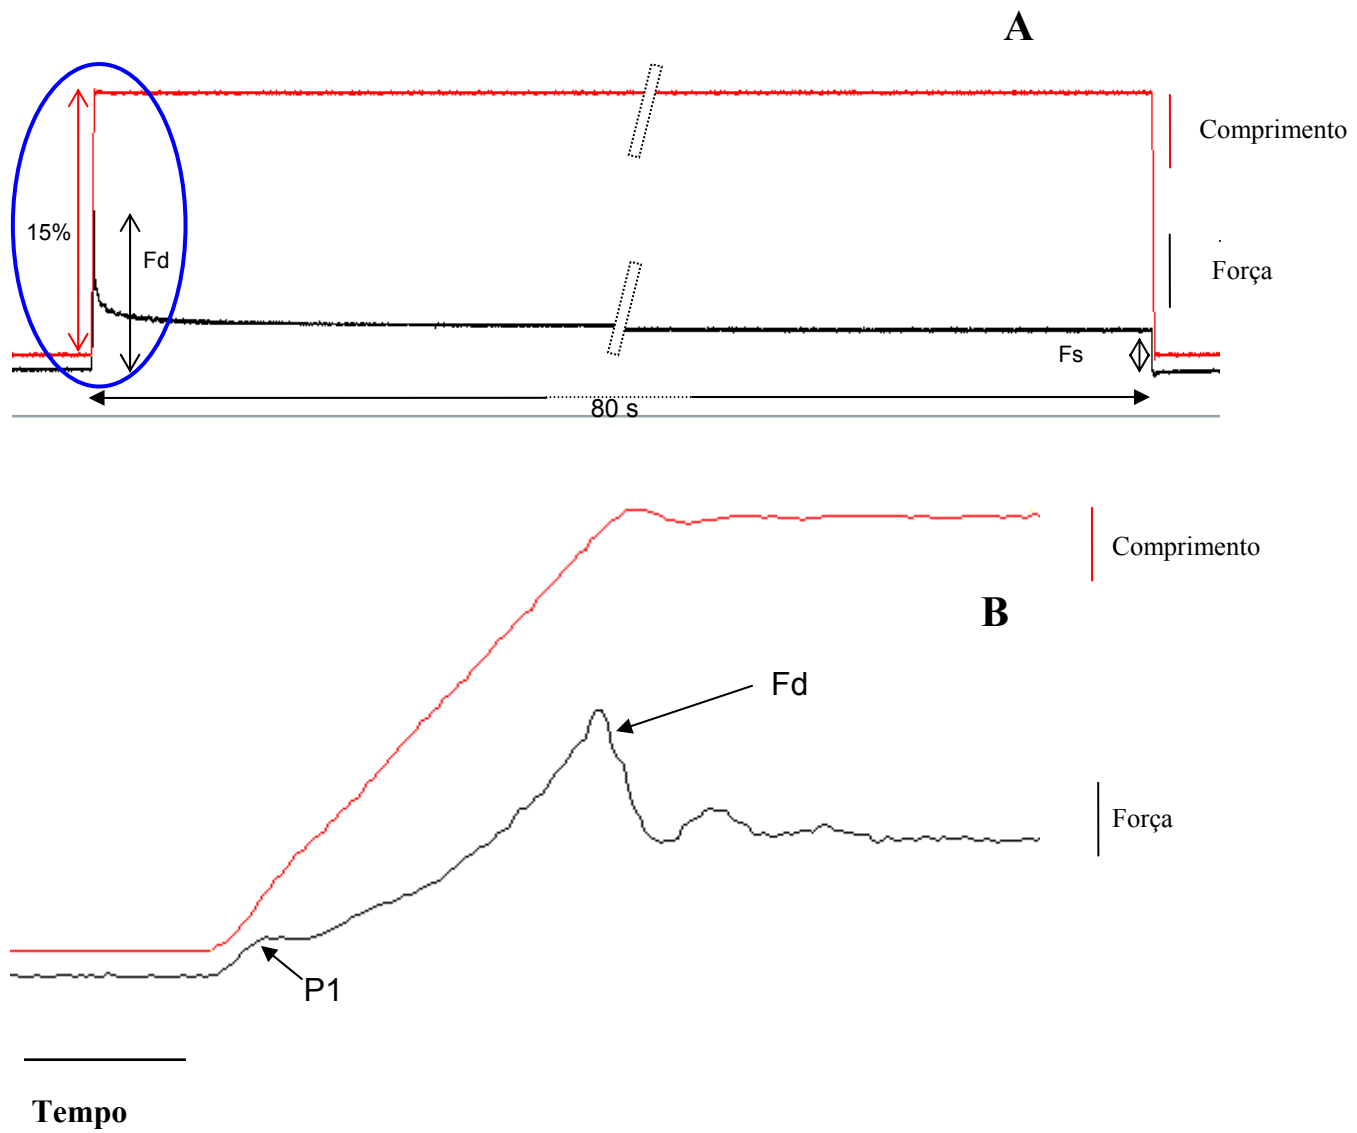 A
Comprimento
15%
Fd
Força
Fs
80 s
Comprimento
B
Fd
Força
P1
Tempo